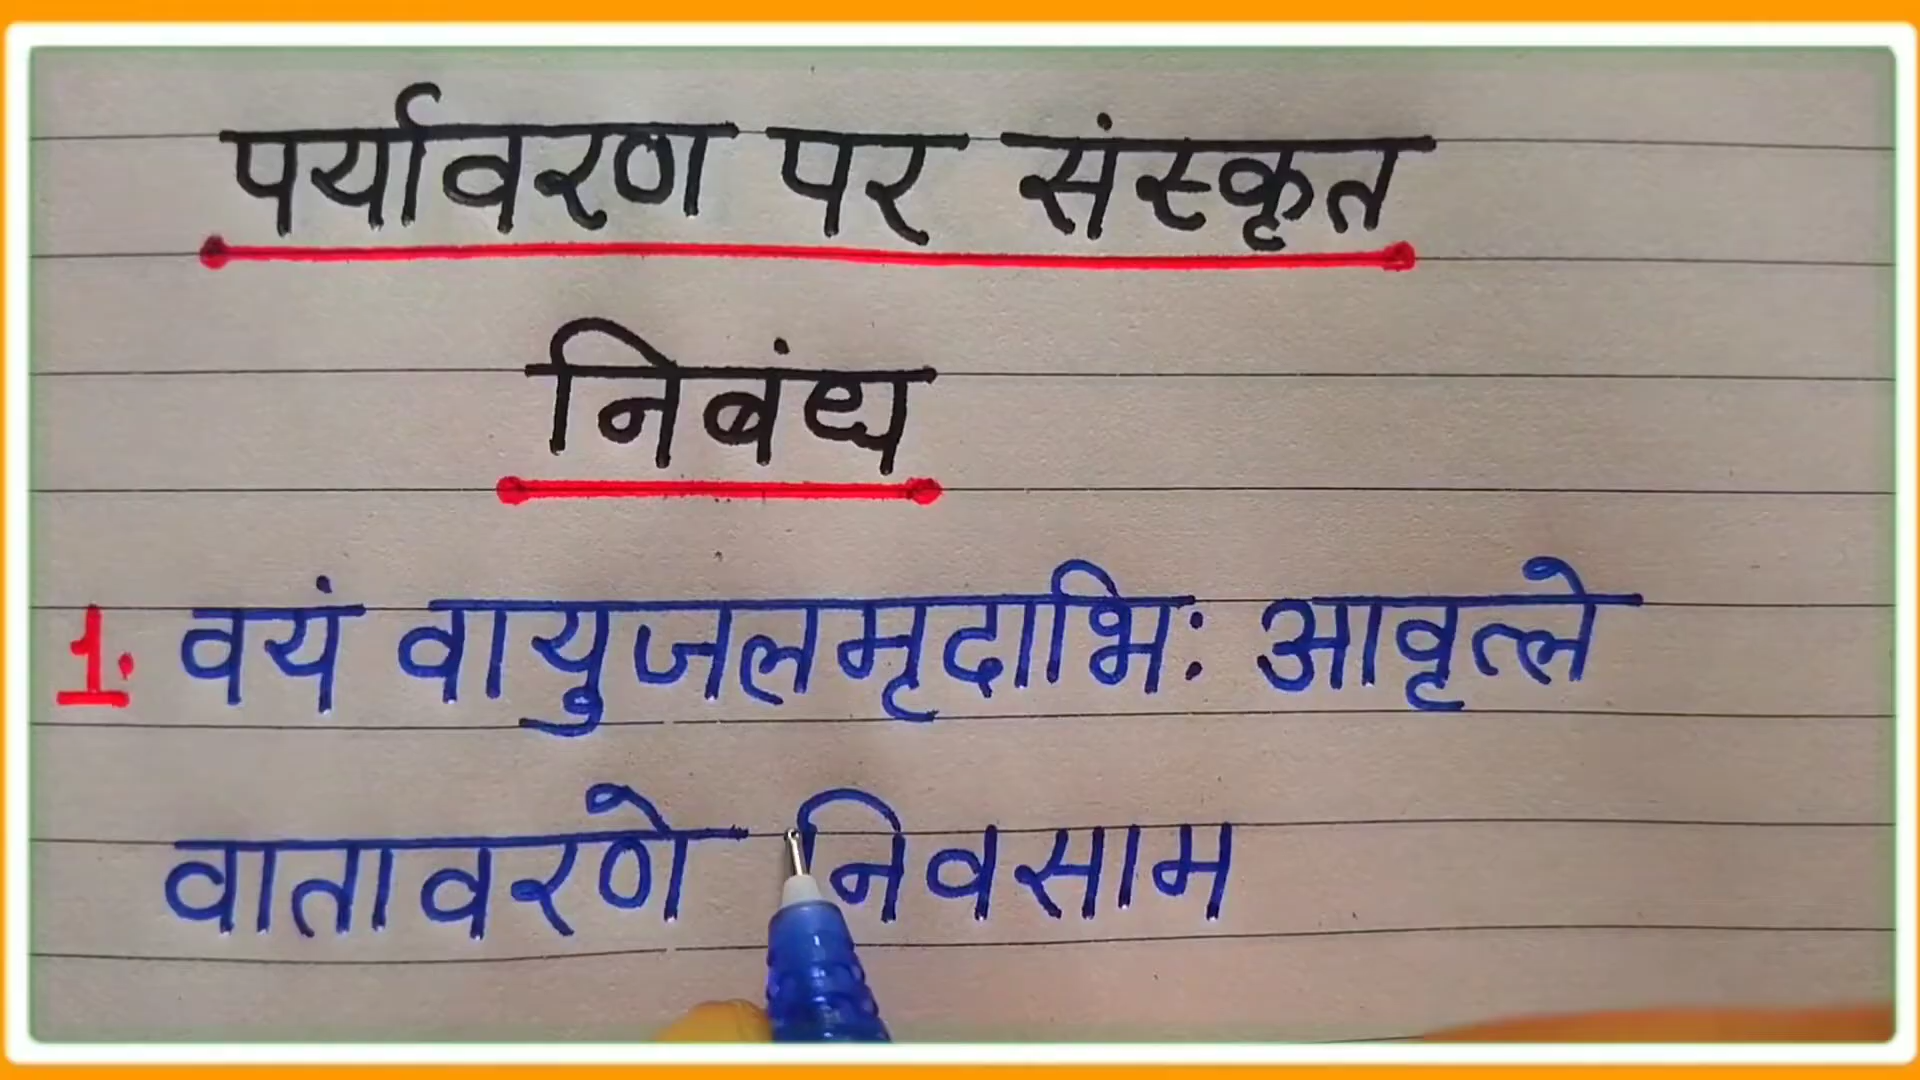 पर्यावरण पर संस्कृत
निबंध
1. वयं वायुजलमृदाभिः आवृत्ले
वातावरणे निवसाम